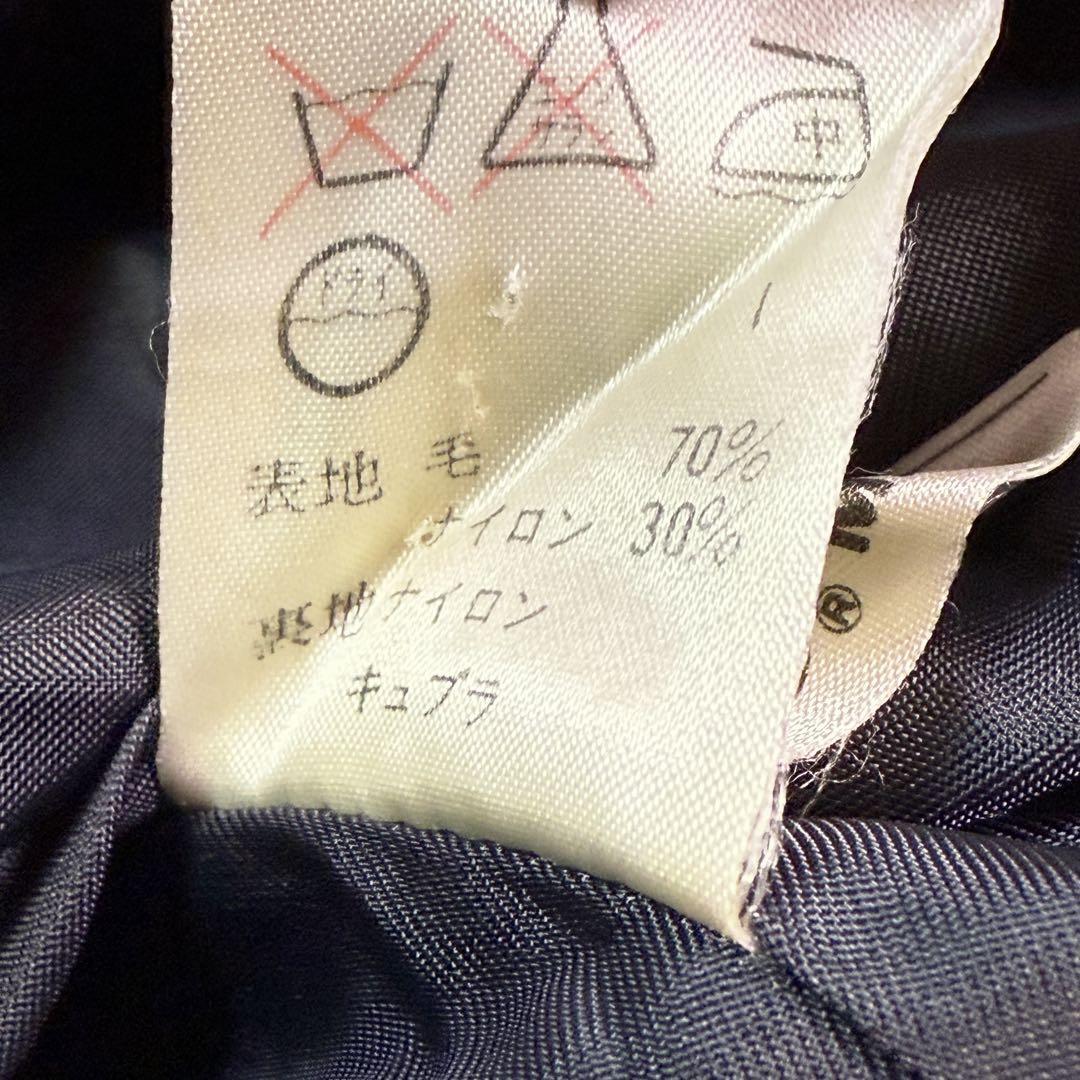 中
ドライ
表地 毛 70%
ナイロン 30%
裏地 ナイロン
キュプラ
®